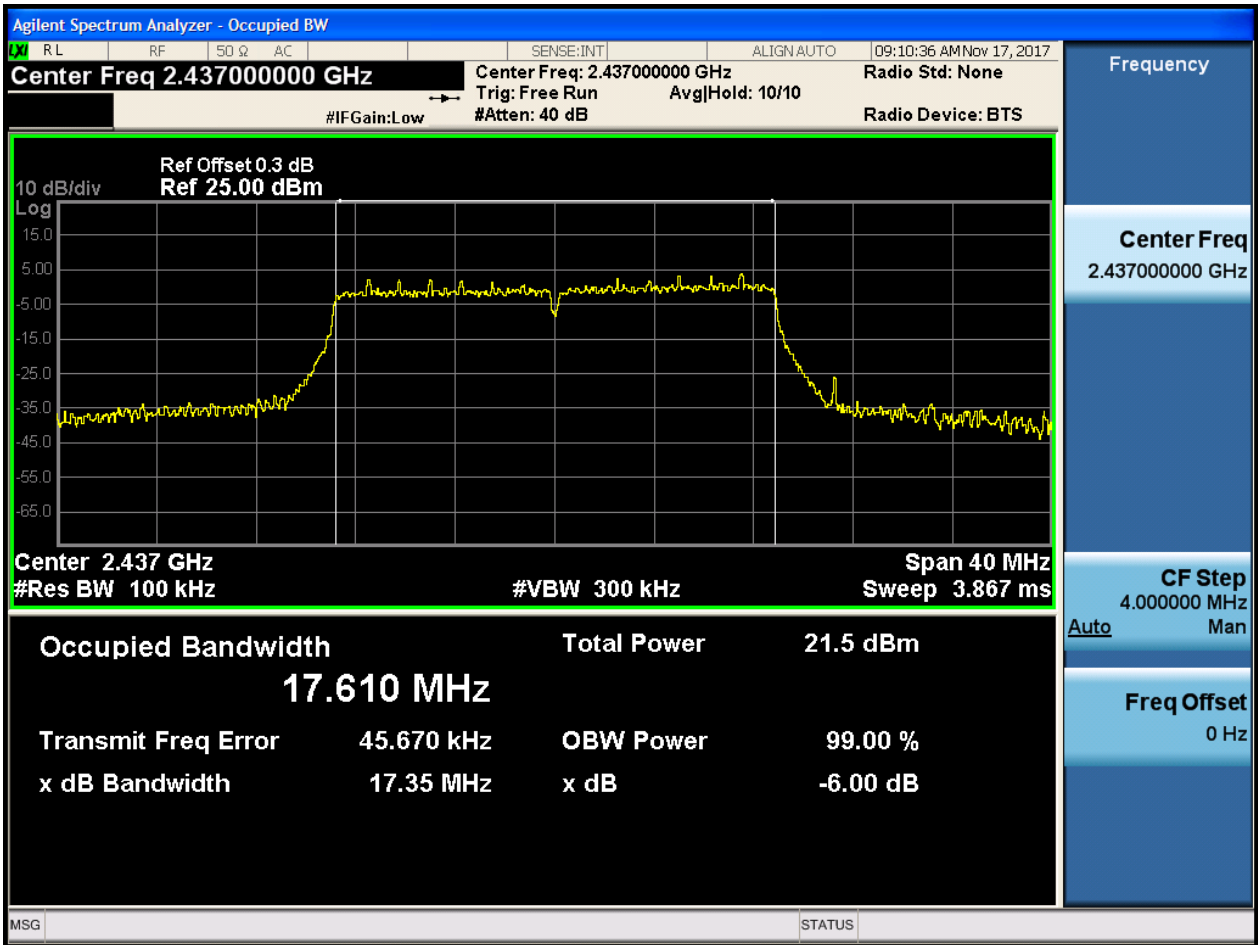 Agilent Spectrum Analyzer - Occupied BW
LXI RL RF 50 Ω AC SENSE:INT ALIGN AUTO 09:10:36 AM Nov 17, 2017
Center Freq 2.437000000 GHz
Center Freq: 2.437000000 GHz
Radio Std: None
Trig: Free Run Avg|Hold: 10/10
#IFGain:Low
#Atten: 40 dB
Radio Device: BTS
Ref Offset 0.3 dB
10 dB/div Ref 25.00 dBm
Log
15.0
5.00
-5.00
-15.0
-25.0
-35.0
-45.0
-55.0
-65.0
Center 2.437 GHz Span 40 MHz
#Res BW 100 kHz #VBW 300 kHz Sweep 3.867 ms
Occupied Bandwidth Total Power 21.5 dBm
17.610 MHz
Transmit Freq Error 45.670 kHz OBW Power 99.00 %
x dB Bandwidth 17.35 MHz x dB -6.00 dB
MSG STATUS
Frequency
Center Freq
2.437000000 GHz
CF Step
4.000000 MHz
Auto Man
Freq Offset
0 Hz